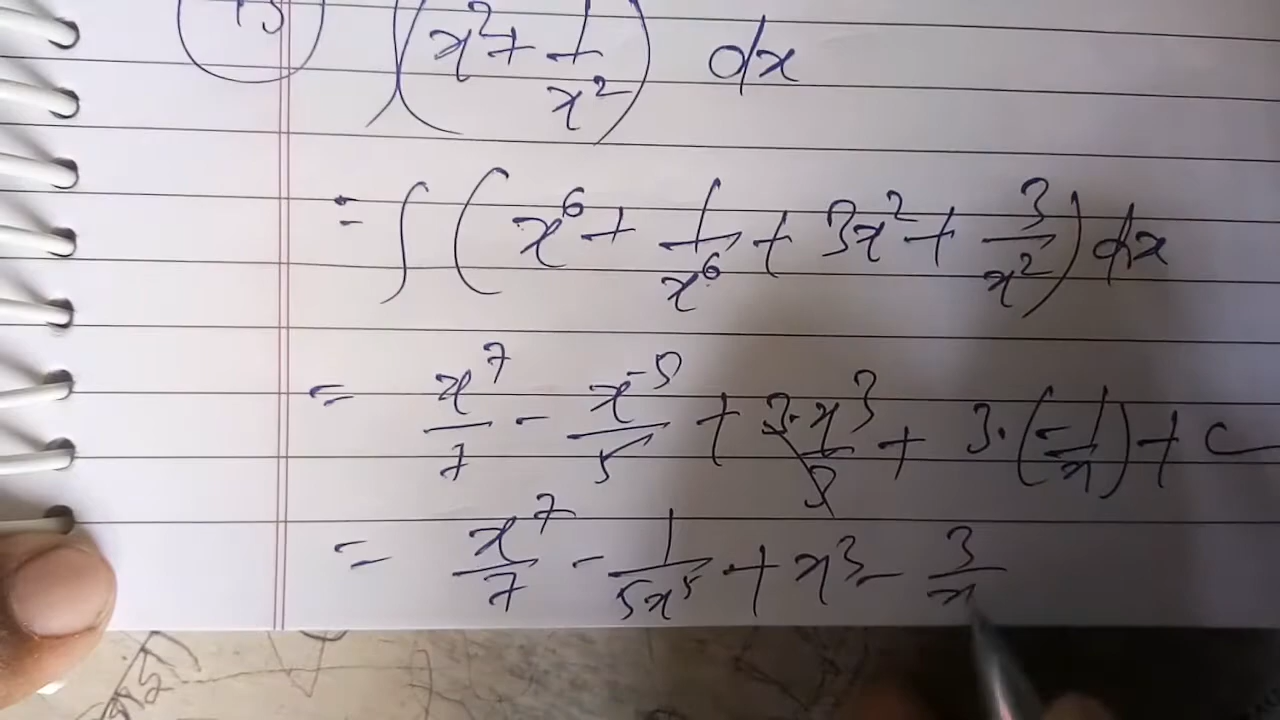 ∫(x² + 1/x²) dx
= ∫(x⁶ + 1/x⁶ + 3x² + 3/x²)dx
= x⁷/7 - x⁻⁵/5 + 3·x³/3 + 3·(-1/x) + c
= x⁷/7 - 1/5x⁵ + x³ - 3/x